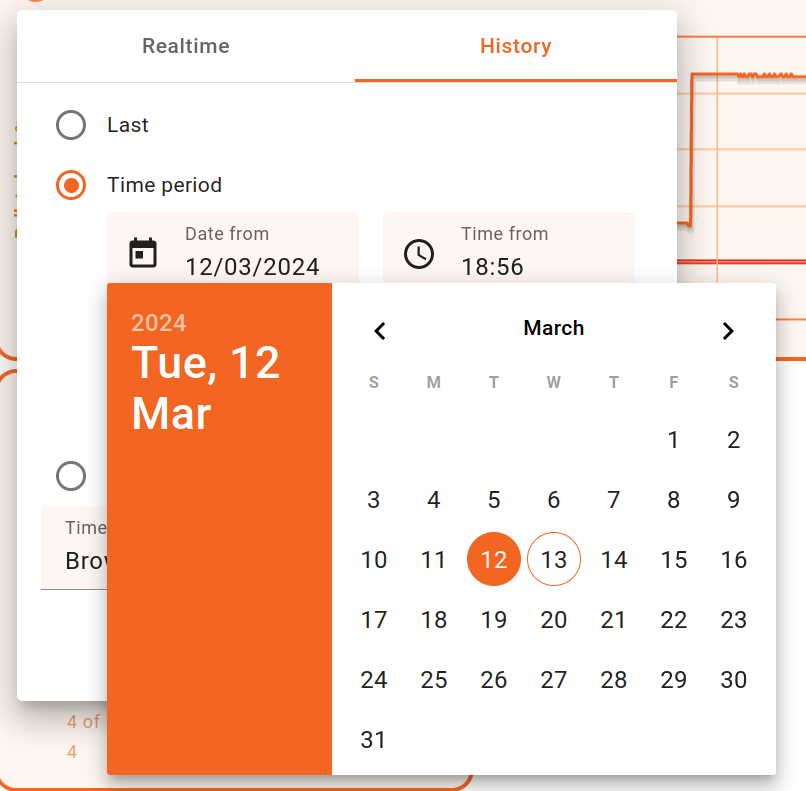 Realtime
History
Last
Time period
Date from
12/03/2024
Time from
18:56
2024
Tue, 12
Mar
March
S M T W T F S
1 2
3 4 5 6 7 8 9
10 11 12 13 14 15 16
17 18 19 20 21 22 23
24 25 26 27 28 29 30
31
Time
4 of
4